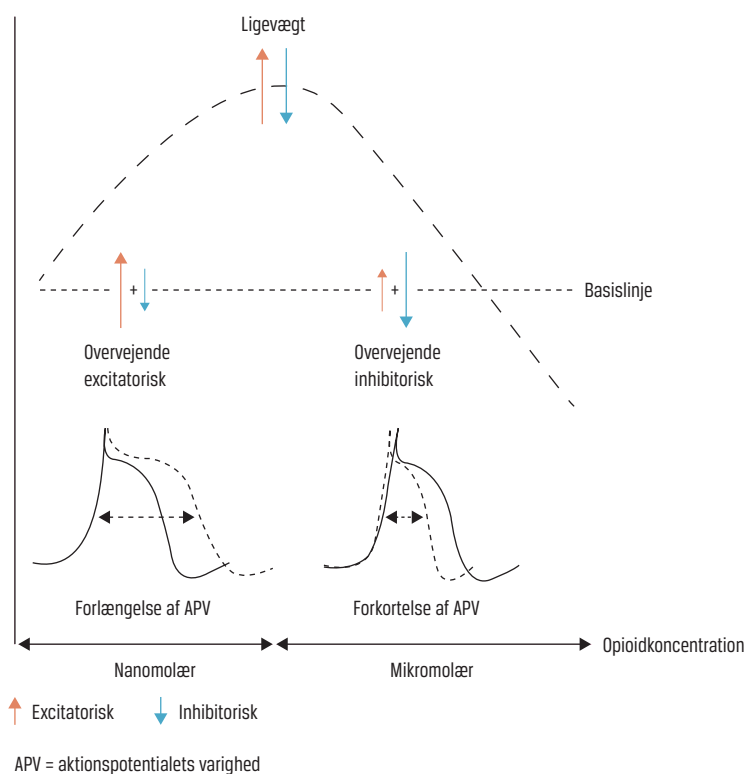 Ligevægt
+
+
Basislinje
Overvejende
excitatorisk
Overvejende
inhibitorisk
Forlængelse af APV
Forkortelse af APV
Opioidkoncentration
Nanomolær
Mikromolær
Excitatorisk
Inhibitorisk
APV = aktionspotentialets varighed